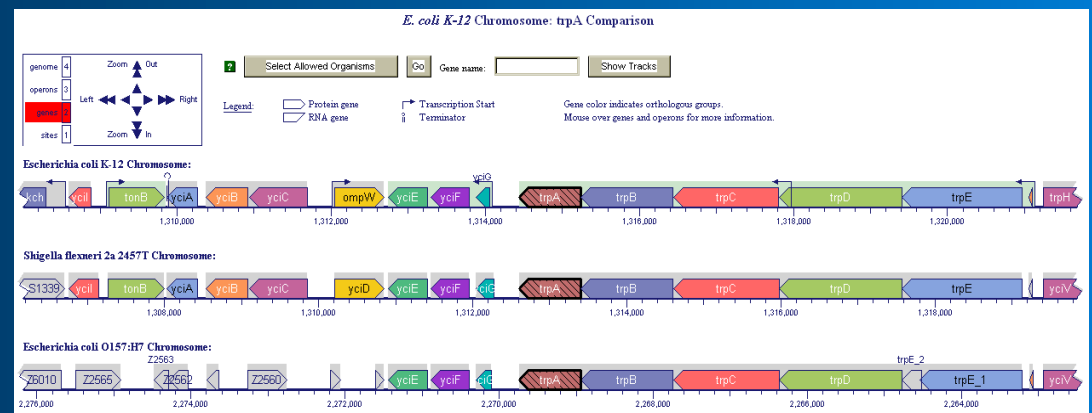 E. coli K-12 Chromosome: trpA Comparison
genome 4
operons 3
genes 2
sites 1
Zoom Out
Left Right
Zoom In
? Select Allowed Organisms Go Gene name: Show Tracks
Legend: Protein gene Transcription Start Gene color indicates orthologous groups.
RNA gene Terminator Mouse over genes and operons for more information.
Escherichia coli K-12 Chromosome:
yciG
kch yciI tonB yciA yciB yciC ompW yciE yciF trpA trpB trpC trpD trpE trpH
1,310,000 1,312,000 1,314,000 1,316,000 1,318,000 1,320,000
Shigella flexneri 2a 2457T Chromosome:
S1339 yciI tonB yciA yciB yciC yciD yciE yciF yciG trpA trpB trpC trpD trpE yciV
1,308,000 1,310,000 1,312,000 1,314,000 1,316,000 1,318,000
Escherichia coli O157:H7 Chromosome:
Z2563 trpE_2
Z6010 Z2565 Z2562 Z2560 yciE yciF yciG trpA trpB trpC trpD trpE_1 yciV
2,276,000 2,274,000 2,272,000 2,270,000 2,268,000 2,266,000 2,264,000